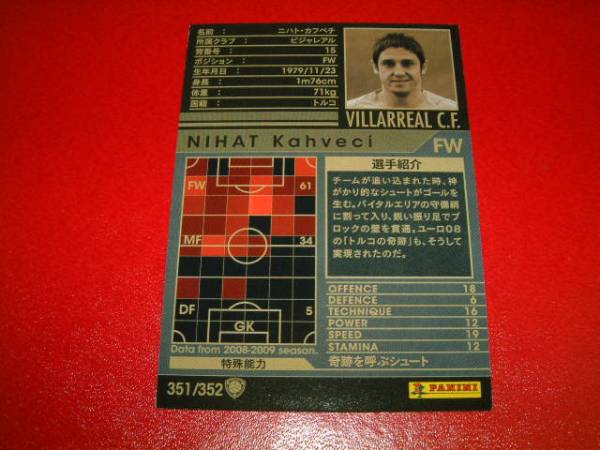 名前 : ニハト・カフベチ
所属クラブ : ビジャレアル
背番号 : 15
ポジション : FW
生年月日 : 1979/11/23
身長 : 1m76cm
体重 : 71kg
国籍 : トルコ
VILLARREAL C.F.
NIHAT Kahveci
FW
FW 61
MF 34
DF 5
GK
Data from 2008-2009 season.
特殊能力
選手紹介
チームが追い込まれた時、神
がかり的なシュートがゴールを
生む。バイタルエリアの守備網
に割って入り、鋭い振り足でブ
ロックの壁を貫通。ユーロ08
の「トルコの奇跡」も、そうして
実現されたのだ。
OFFENCE 18
DEFENCE 6
TECHNIQUE 16
POWER 12
SPEED 19
STAMINA 12
奇跡を呼ぶシュート
351/352
PANINI